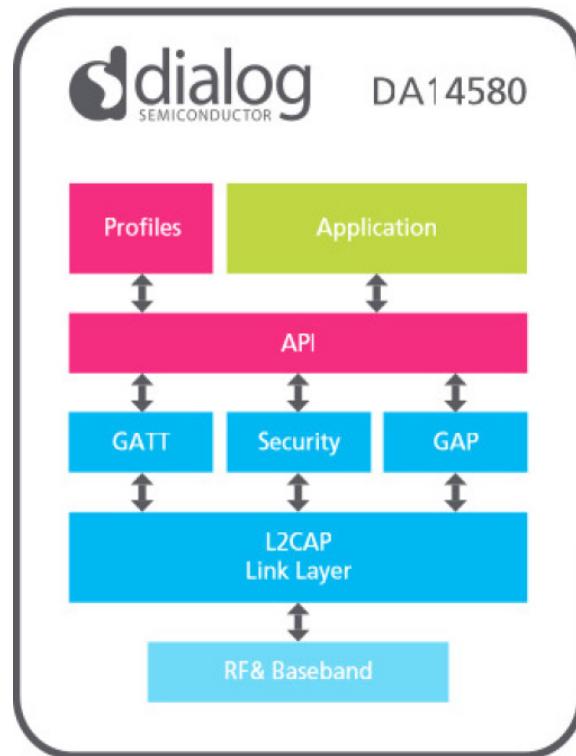 dialog
SEMICONDUCTOR
DA14580
Profiles
Application
API
GATT
Security
GAP
L2CAP
Link Layer
RF& Baseband